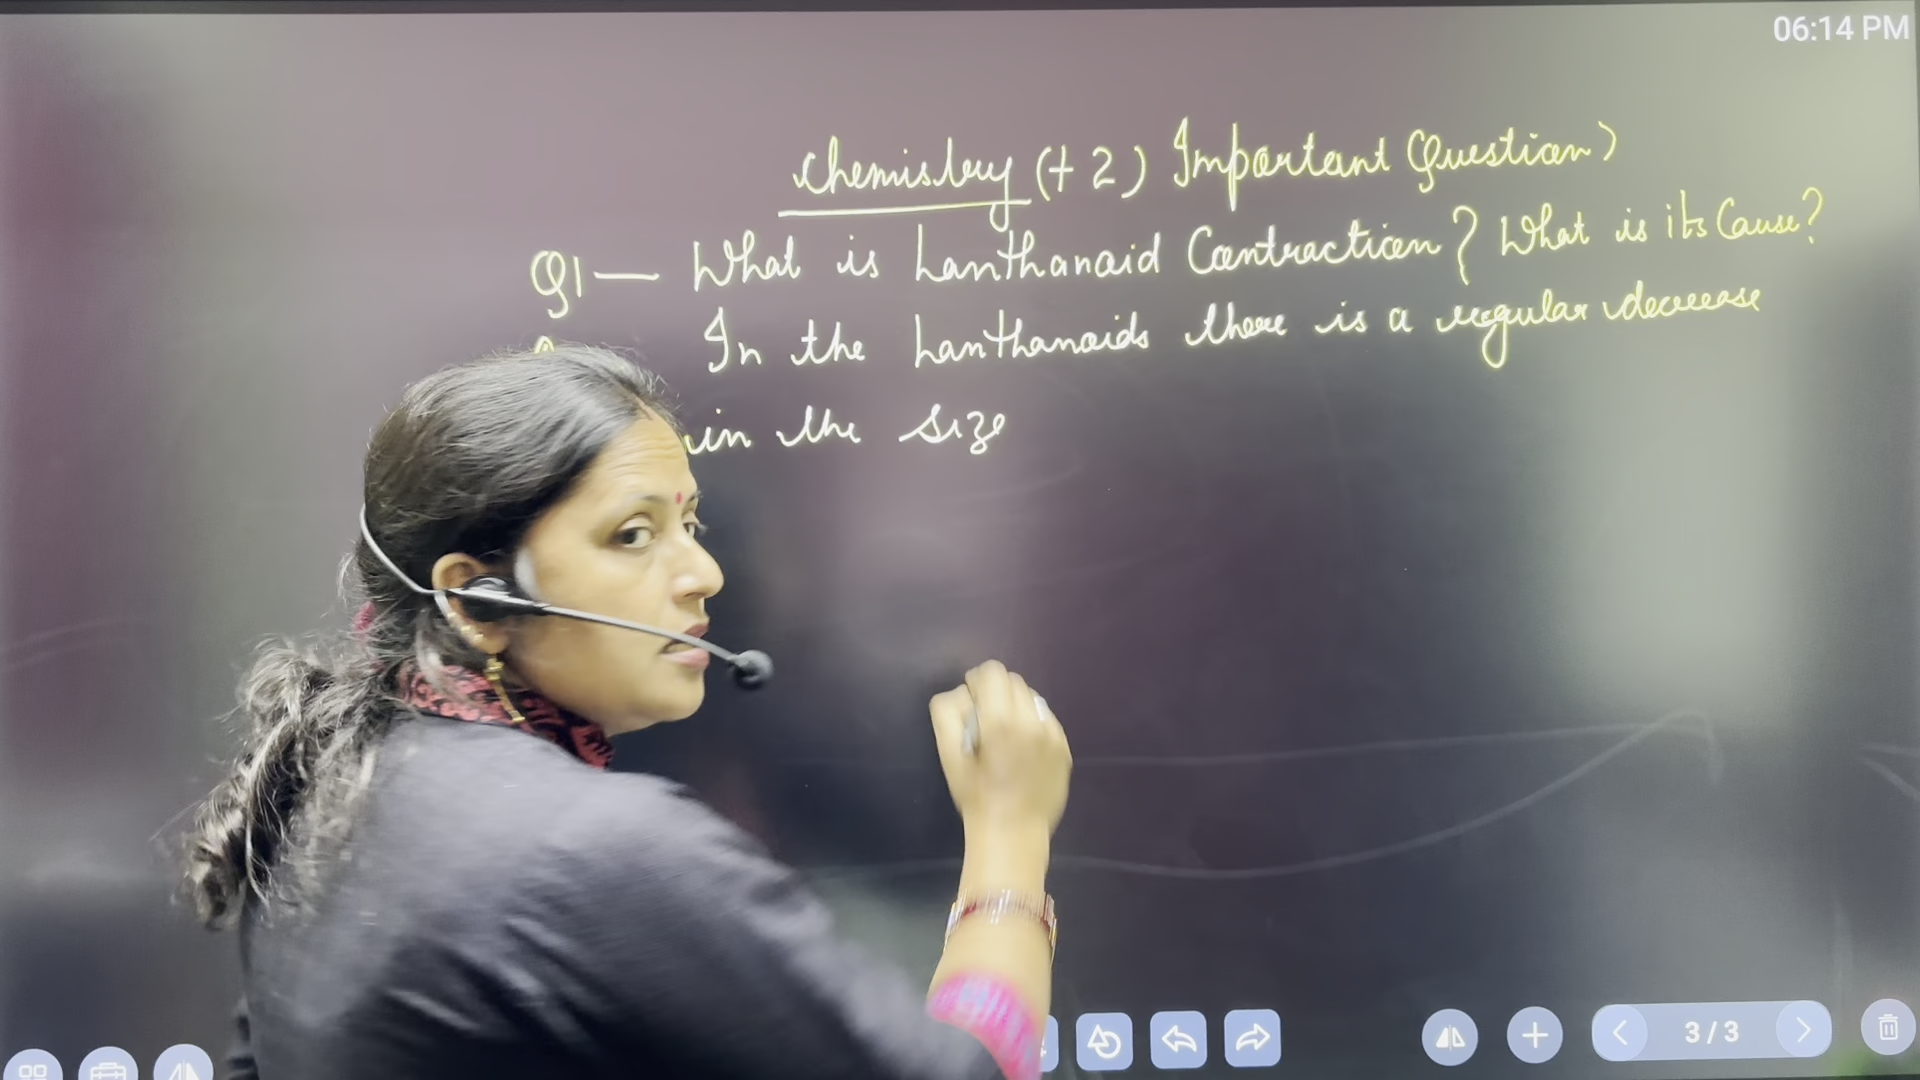 06:14 PM
Chemistry (+2) Important Question)
Q1 — What is Lanthanoid Contraction? What is its Cause?
In the Lanthanoids there is a regular decrease
in the size
3/3